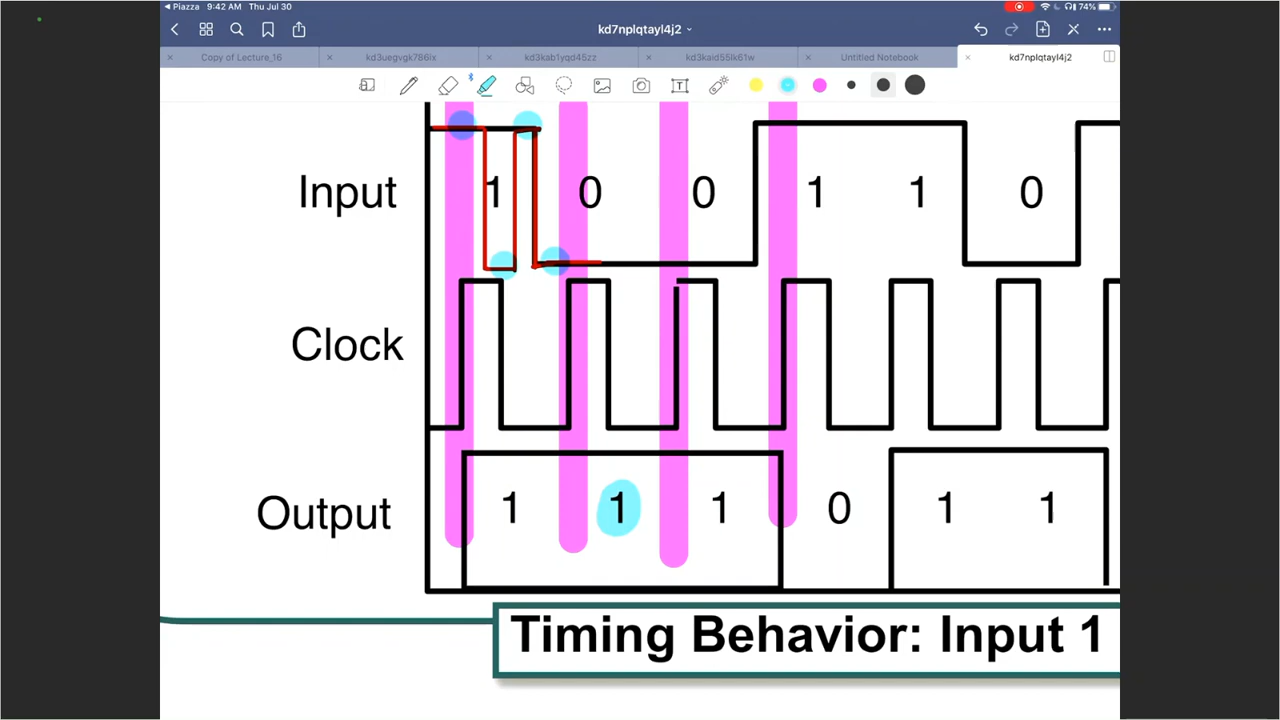 Piazza 9:42 AM Thu Jul 30 74%
kd7nplqtayl4j2
Copy of Lecture_16 kd3uegvgk786ix kd3kab1yqd45zz kd3kaid55lk61w Untitled Notebook kd7nplqtayl4j2
T
Input 1 0 0 1 1 0
Clock
Output 1 1 1 0 1 1
Timing Behavior: Input 1